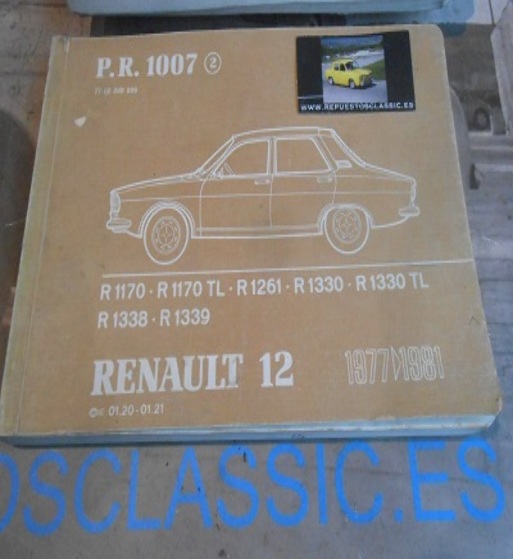 P.R. 1007 2
WWW.REPUESTOSCLASSIC.ES
R 1170 · R 1170 TL · R 1261 · R 1330 · R 1330 TL
R 1338 · R 1339
RENAULT 12 1977 1981
01.20 - 01.21
OSCLASSIC.ES